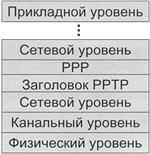 Прикладной уровень
Сетевой уровень
PPP
Заголовок PPTP
Сетевой уровень
Канальный уровень
Физический уровень